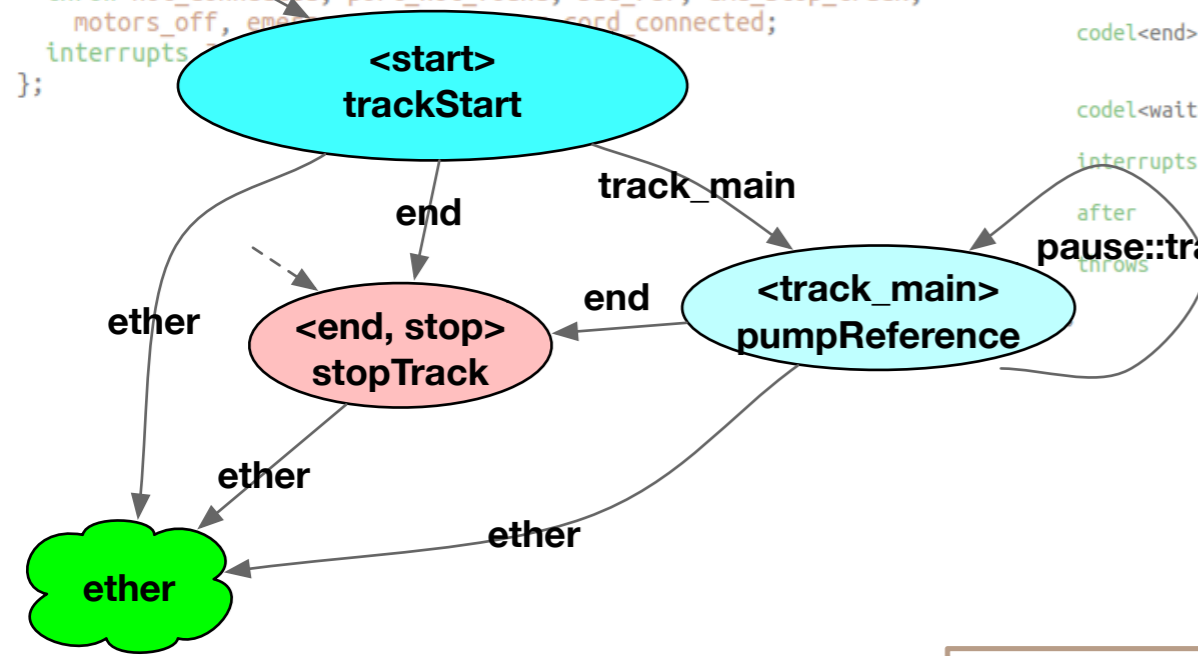 motors_off,
cord_connected;
interrupts
};
codel<end>
codel<wait
interrupts
after
throws
<start>
trackStart
track_main
end
pause::tra
<track_main>
pumpReference
end
ether
<end, stop>
stopTrack
ether
ether
ether